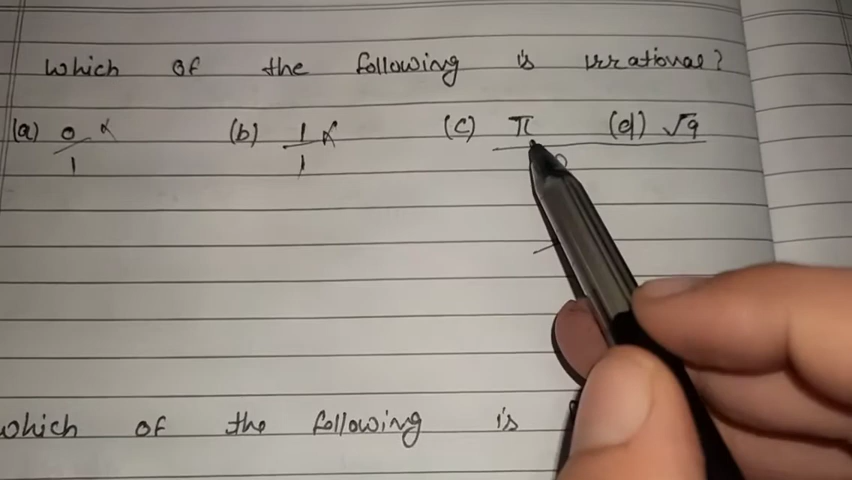 which of the following is irrational?
(a) 0/1 (b) 1/1 (c) π (d) √9
which of the following is